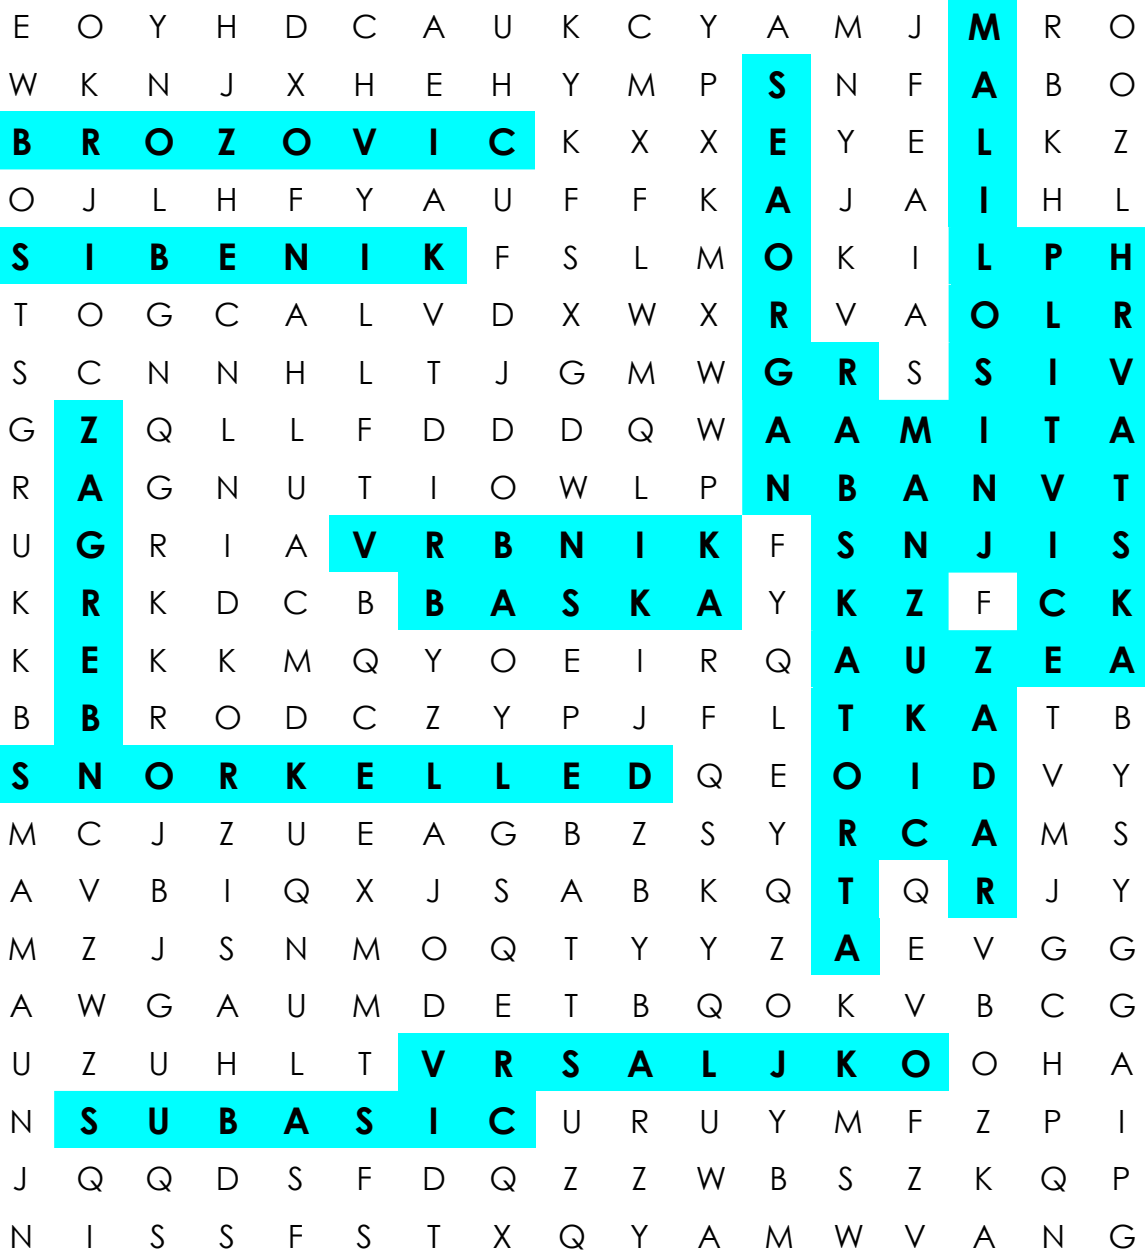 E O Y H D C A U K C Y A M J M R O
W K N J X H E H Y M P S N F A B O
B R O Z O V I C K X X E Y E L K Z
O J L H F Y A U F F K A J A I H L
S I B E N I K F S L M O K I L P H
T O G C A L V D X W X R V A O L R
S C N N H L T J G M W G R S S I V
G Z Q L L F D D D Q W A A M I T A
R A G N U T I O W L P N B A N V T
U G R I A V R B N I K F S N J I S
K R K D C B B A S K A Y K Z F C K
K E K K M Q Y O E I R Q A U Z E A
B B R O D C Z Y P J F L T K A T B
S N O R K E L L E D Q E O I D V Y
M C J Z U E A G B Z S Y R C A M S
A V B I Q X J S A B K Q T Q R J Y
M Z J S N M O Q T Y Y Z A E V G G
A W G A U M D E T B Q O K V B C G
U Z U H L T V R S A L J K O O H A
N S U B A S I C U R U Y M F Z P I
J Q Q D S F D Q Z Z W B S Z K Q P
N I S S F S T X Q Y A M W V A N G